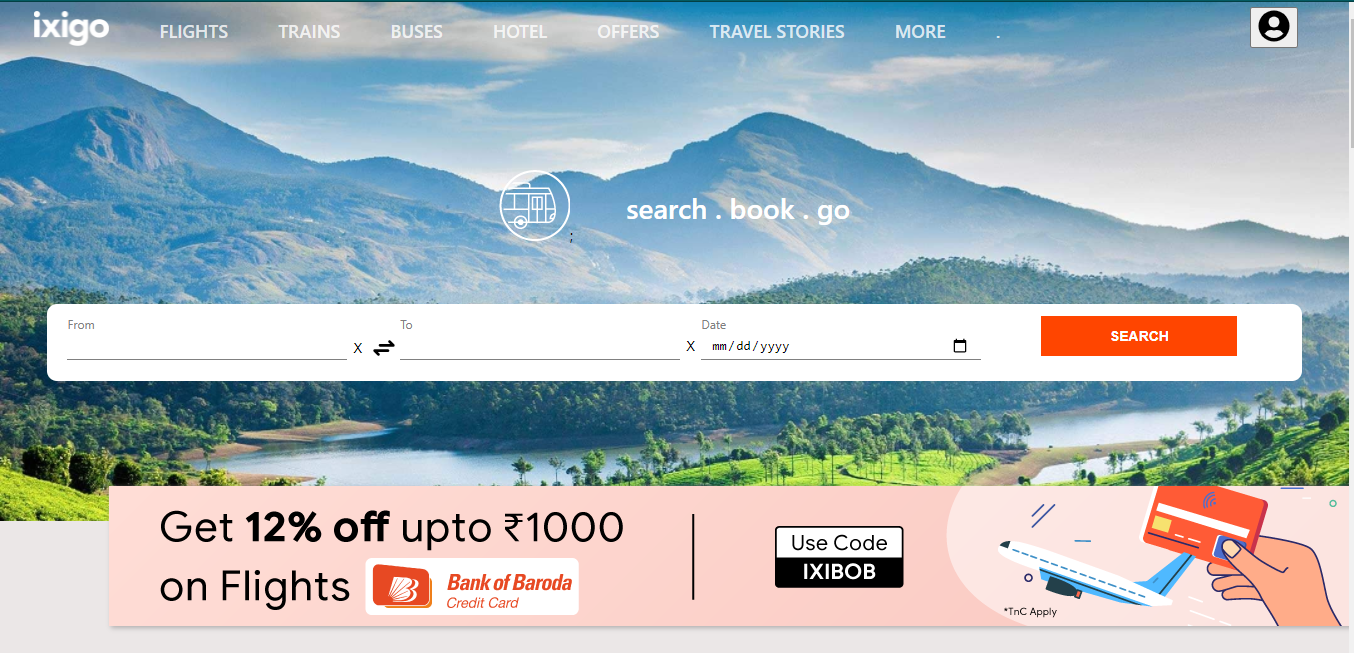 ixigo FLIGHTS TRAINS BUSES HOTEL OFFERS TRAVEL STORIES MORE .
search . book . go
;
From To Date
X X mm/dd/yyyy SEARCH
Get 12% off upto ₹1000
on Flights Bank of Baroda
Credit Card
Use Code
IXIBOB
*TnC Apply